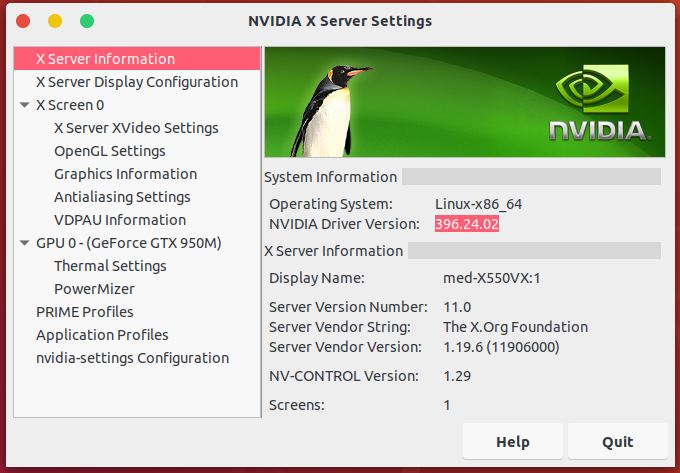 NVIDIA X Server Settings
X Server Information
X Server Display Configuration
X Screen 0
X Server XVideo Settings
OpenGL Settings
Graphics Information
Antialiasing Settings
VDPAU Information
GPU 0 - (GeForce GTX 950M)
Thermal Settings
PowerMizer
PRIME Profiles
Application Profiles
nvidia-settings Configuration
NVIDIA.
System Information
Operating System: Linux-x86_64
NVIDIA Driver Version: 396.24.02
X Server Information
Display Name: med-X550VX:1
Server Version Number: 11.0
Server Vendor String: The X.Org Foundation
Server Vendor Version: 1.19.6 (11906000)
NV-CONTROL Version: 1.29
Screens: 1
Help Quit